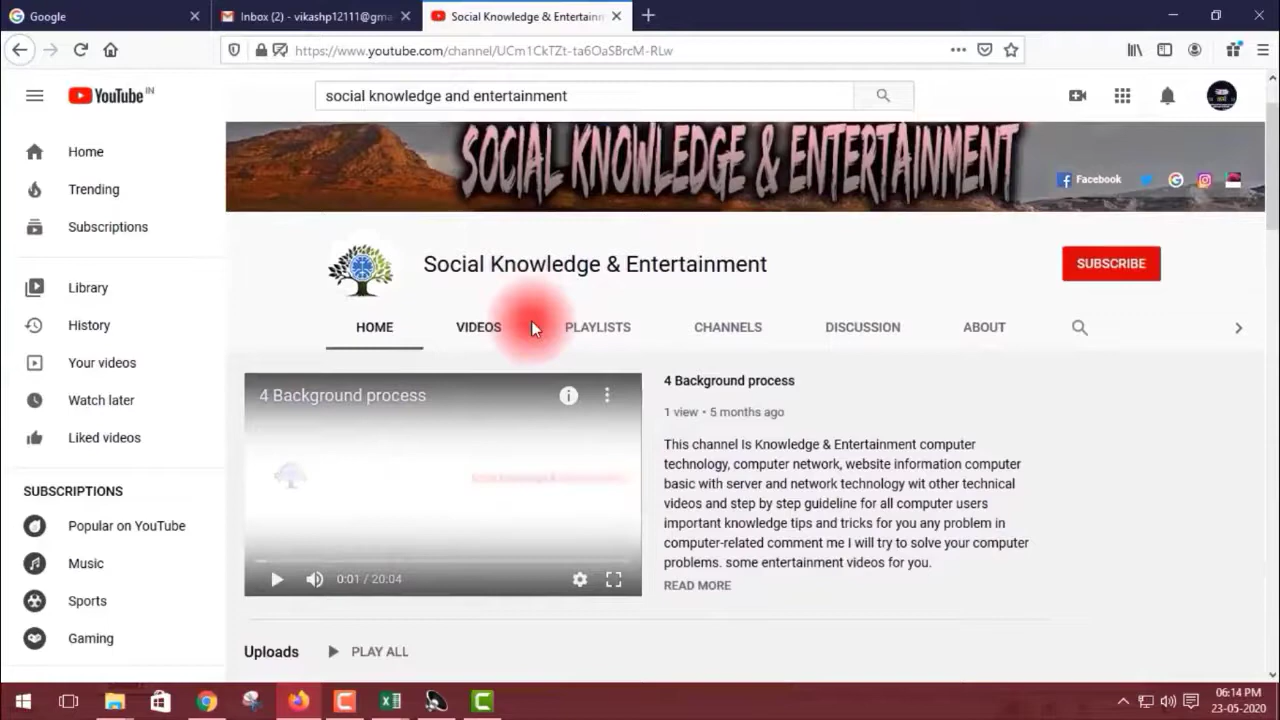 Google
Inbox (2) - vikashp12111@gma
Social Knowledge & Entertainm
https://www.youtube.com/channel/UCm1CkTZt-ta6OaSBrcM-RLw
YouTube IN
social knowledge and entertainment
SOCIAL KNOWLEDGE & ENTERTAINMENT
Facebook
Home
Trending
Subscriptions
Library
History
Your videos
Watch later
Liked videos
SUBSCRIPTIONS
Popular on YouTube
Music
Sports
Gaming
Social Knowledge & Entertainment
SUBSCRIBE
HOME VIDEOS PLAYLISTS CHANNELS DISCUSSION ABOUT
4 Background process
0:01 / 20:04
4 Background process
1 view • 5 months ago
This channel Is Knowledge & Entertainment computer
technology, computer network, website information computer
basic with server and network technology wit other technical
videos and step by step guideline for all computer users
important knowledge tips and tricks for you any problem in
computer-related comment me I will try to solve your computer
problems. some entertainment videos for you.
READ MORE
Uploads PLAY ALL
06:14 PM
23-05-2020